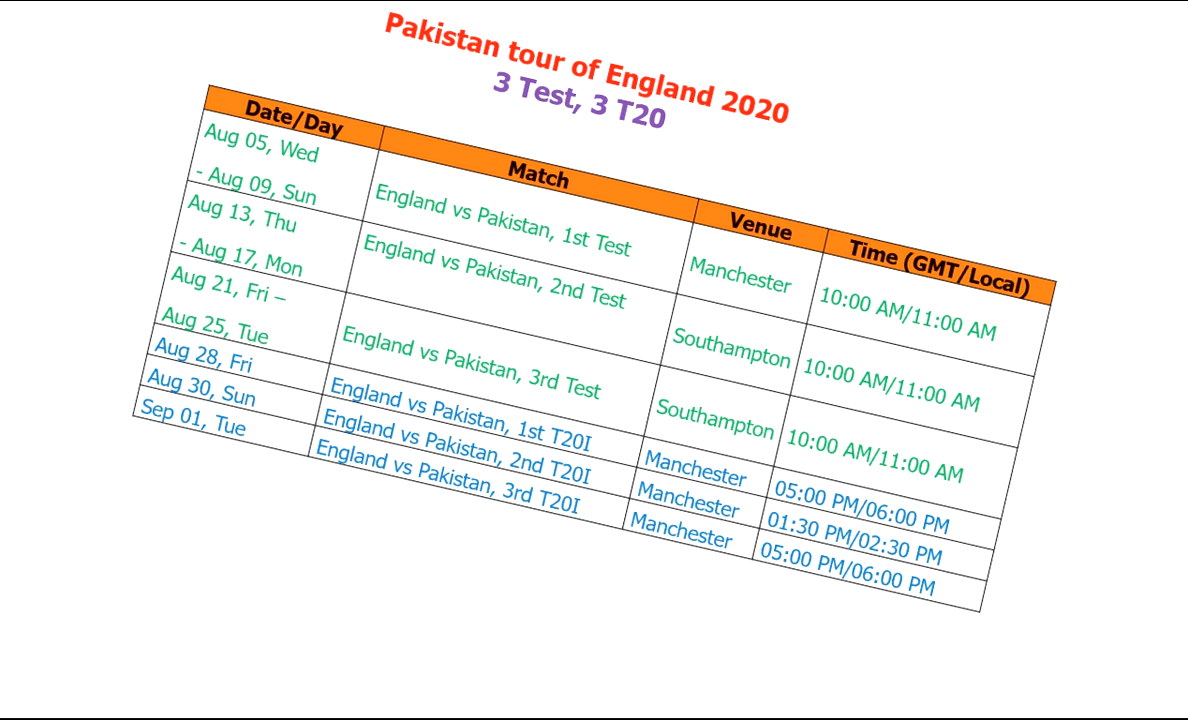 Pakistan tour of England 2020
3 Test, 3 T20
Date/Day Match Venue Time (GMT/Local)
Aug 05, Wed
- Aug 09, Sun England vs Pakistan, 1st Test Manchester 10:00 AM/11:00 AM
Aug 13, Thu
- Aug 17, Mon England vs Pakistan, 2nd Test Southampton 10:00 AM/11:00 AM
Aug 21, Fri –
Aug 25, Tue England vs Pakistan, 3rd Test Southampton 10:00 AM/11:00 AM
Aug 28, Fri England vs Pakistan, 1st T20I Manchester 05:00 PM/06:00 PM
Aug 30, Sun England vs Pakistan, 2nd T20I Manchester 01:30 PM/02:30 PM
Sep 01, Tue England vs Pakistan, 3rd T20I Manchester 05:00 PM/06:00 PM